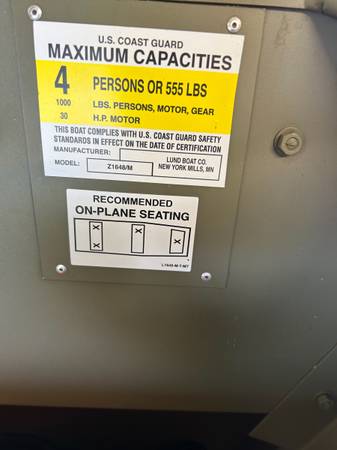 U.S. COAST GUARD
MAXIMUM CAPACITIES
4 PERSONS OR 555 LBS
1000 LBS. PERSONS, MOTOR, GEAR
30 H.P. MOTOR
THIS BOAT COMPLIES WITH U.S. COAST GUARD SAFETY
STANDARDS IN EFFECT ON THE DATE OF CERTIFICATION
MANUFACTURER:
MODEL: Z1648/M LUND BOAT CO.
NEW YORK MILLS, MN
RECOMMENDED
ON-PLANE SEATING
X X X
X
L1648-M-T-MT